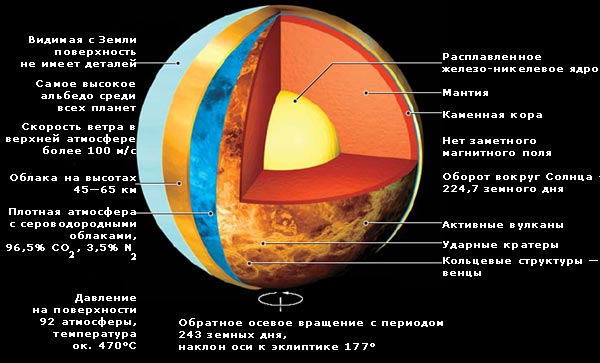 Видимая с Земли
поверхность
не имеет деталей
Самое высокое
альбедо среди
всех планет
Скорость ветра в
верхней атмосфере
более 100 м/с
Облака на высотах
45—65 км
Плотная атмосфера
с сероводородными
облаками,
96,5% CO2, 3,5% N2
Давление
на поверхности
92 атмосферы,
температура
ок. 470°C
Расплавленное
железо-никелевое ядро
Мантия
Каменная кора
Нет заметного
магнитного поля
Оборот вокруг Солнца -
224,7 земного дня
Активные вулканы
Ударные кратеры
Кольцевые структуры —
венцы
Обратное осевое вращение с периодом
243 земных дня,
наклон оси к эклиптике 177°